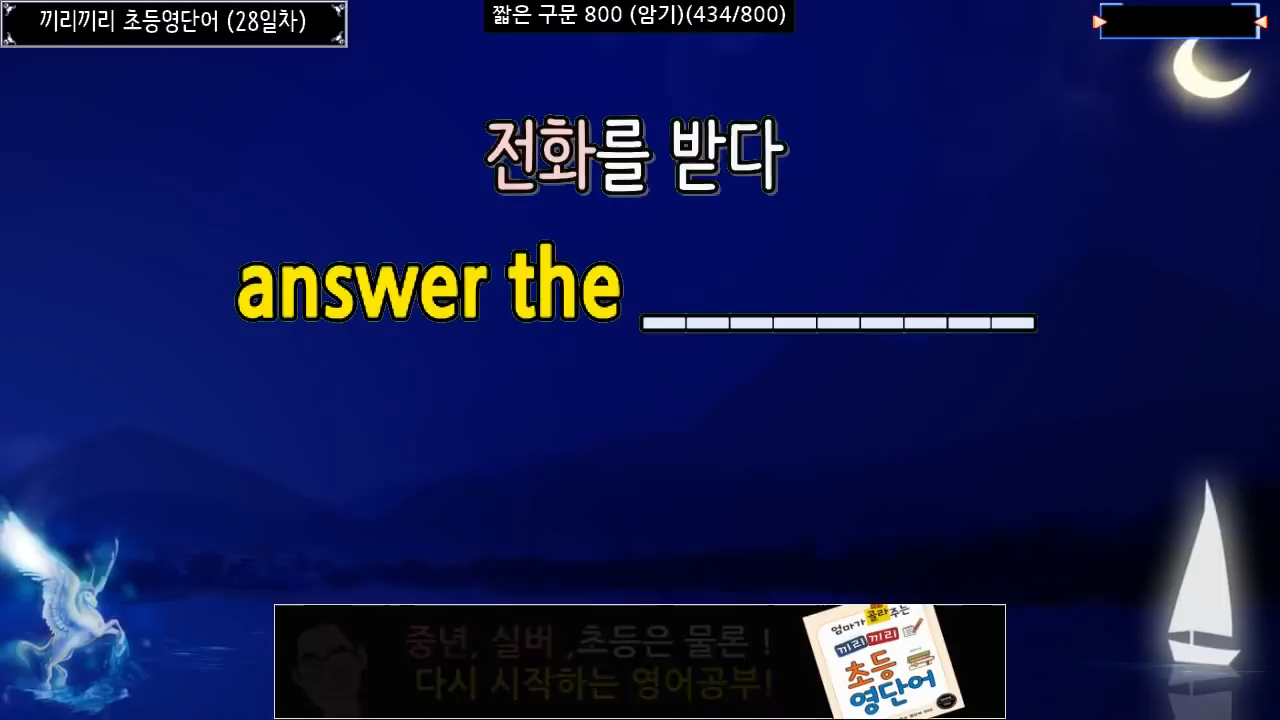 끼리끼리 초등영단어 (28일차)
짧은 구문 800 (암기)(434/800)
전화를 받다
answer the _________
중년, 실버 ,초등은 물론 !
다시 시작하는 영어공부!
엄마가 골라주는
끼리끼리
초등
영단어